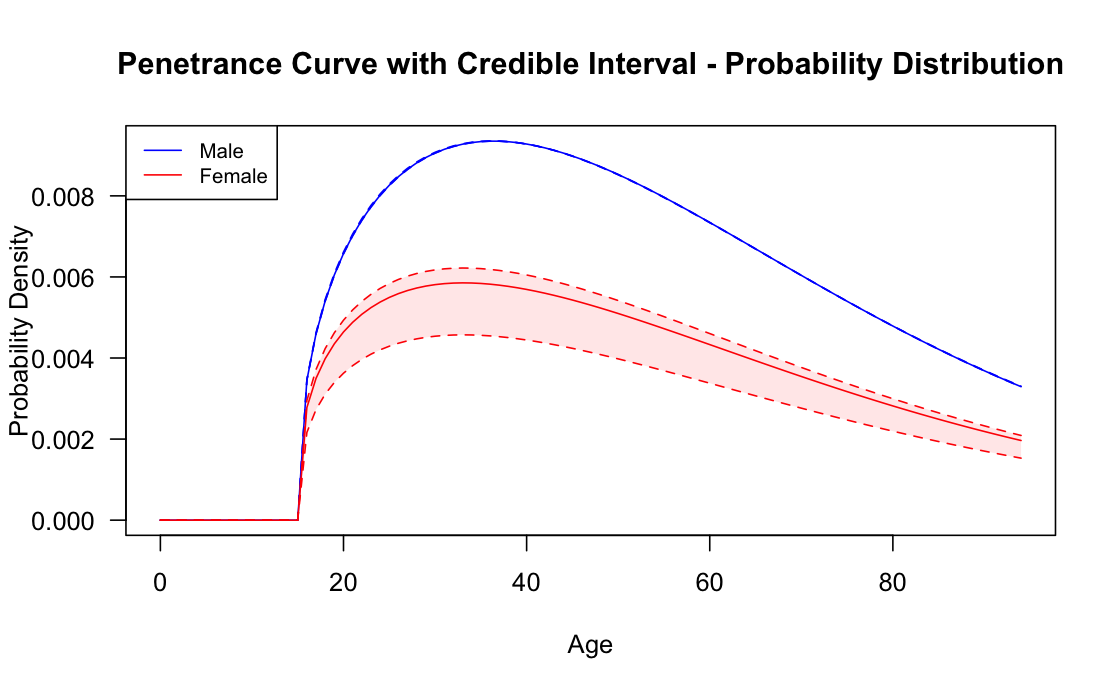 Penetrance Curve with Credible Interval - Probability Distribution
Male
Female
Probability Density
0.008
0.006
0.004
0.002
0.000
0
20
40
60
80
Age